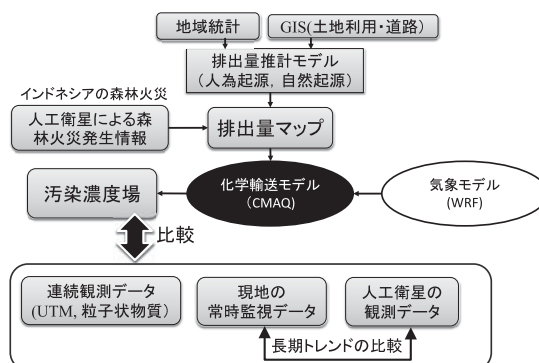 地域統計
GIS(土地利用・道路)
排出量推計モデル
(人為起源, 自然起源)
インドネシアの森林火災
人工衛星による森
林火災発生情報
排出量マップ
化学輸送モデル
(CMAQ)
気象モデル
(WRF)
汚染濃度場
比較
連続観測データ
(UTM, 粒子状物質)
現地の
常時監視データ
人工衛星の
観測データ
長期トレンドの比較